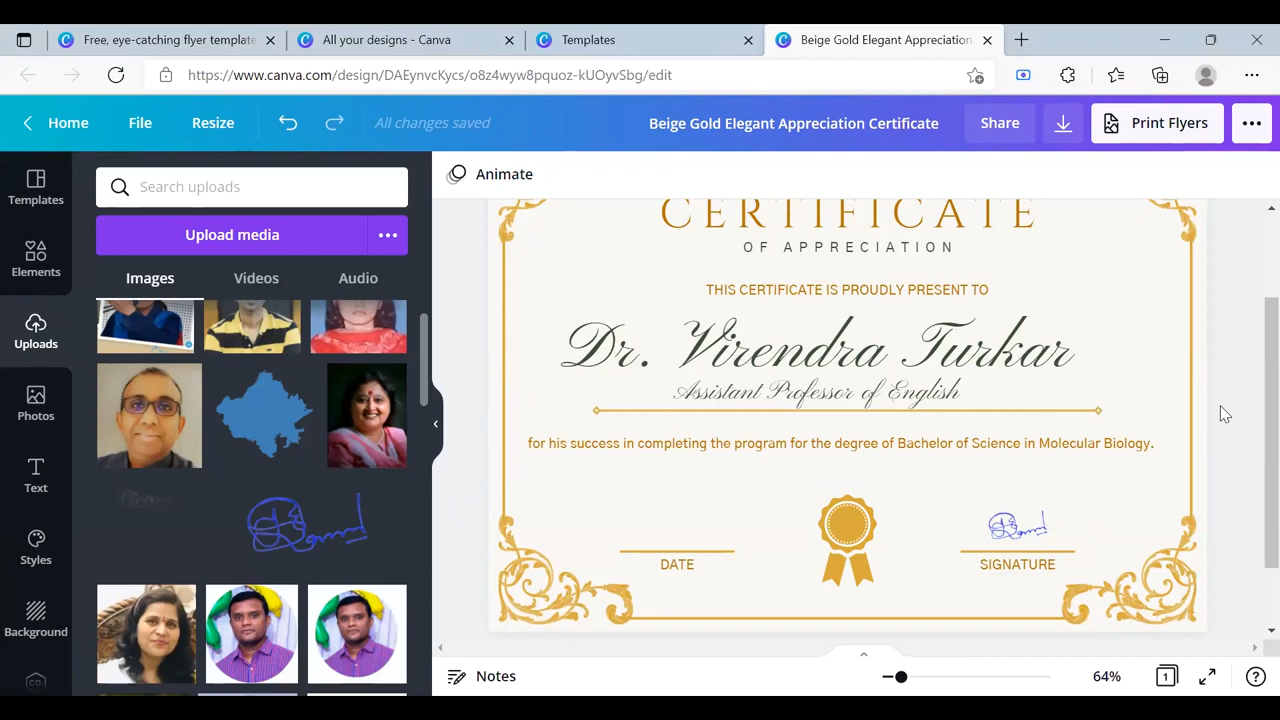 Free, eye-catching flyer template
All your designs - Canva
Templates
Beige Gold Elegant Appreciation
https://www.canva.com/design/DAEynvcKycs/o8z4wyw8pquoz-kUOyvSbg/edit
Home
File
Resize
All changes saved
Beige Gold Elegant Appreciation Certificate
Share
Print Flyers
Templates
Elements
Uploads
Photos
Text
Styles
Background
Search uploads
Upload media
Images
Videos
Audio
Animate
CERTIFICATE
OF APPRECIATION
THIS CERTIFICATE IS PROUDLY PRESENT TO
Dr. Virendra Turkar
Assistant Professor of English
for his success in completing the program for the degree of Bachelor of Science in Molecular Biology.
DATE
SIGNATURE
Notes
64%
1